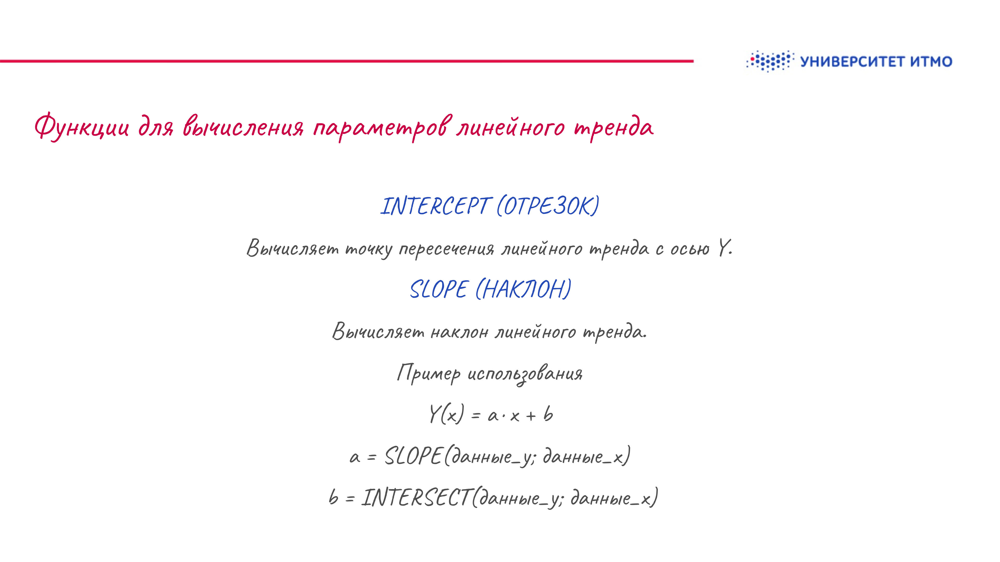 УНИВЕРСИТЕТ ИТМО
Функции для вычисления параметров линейного тренда
INTERCEPT (ОТРЕЗОК)
Вычисляет точку пересечения линейного тренда с осью Y.
SLOPE (НАКЛОН)
Вычисляет наклон линейного тренда.
Пример использования
Y(x) = a · x + b
a = SLOPE(данные_y; данные_x)
b = INTERSECT(данные_y; данные_x)